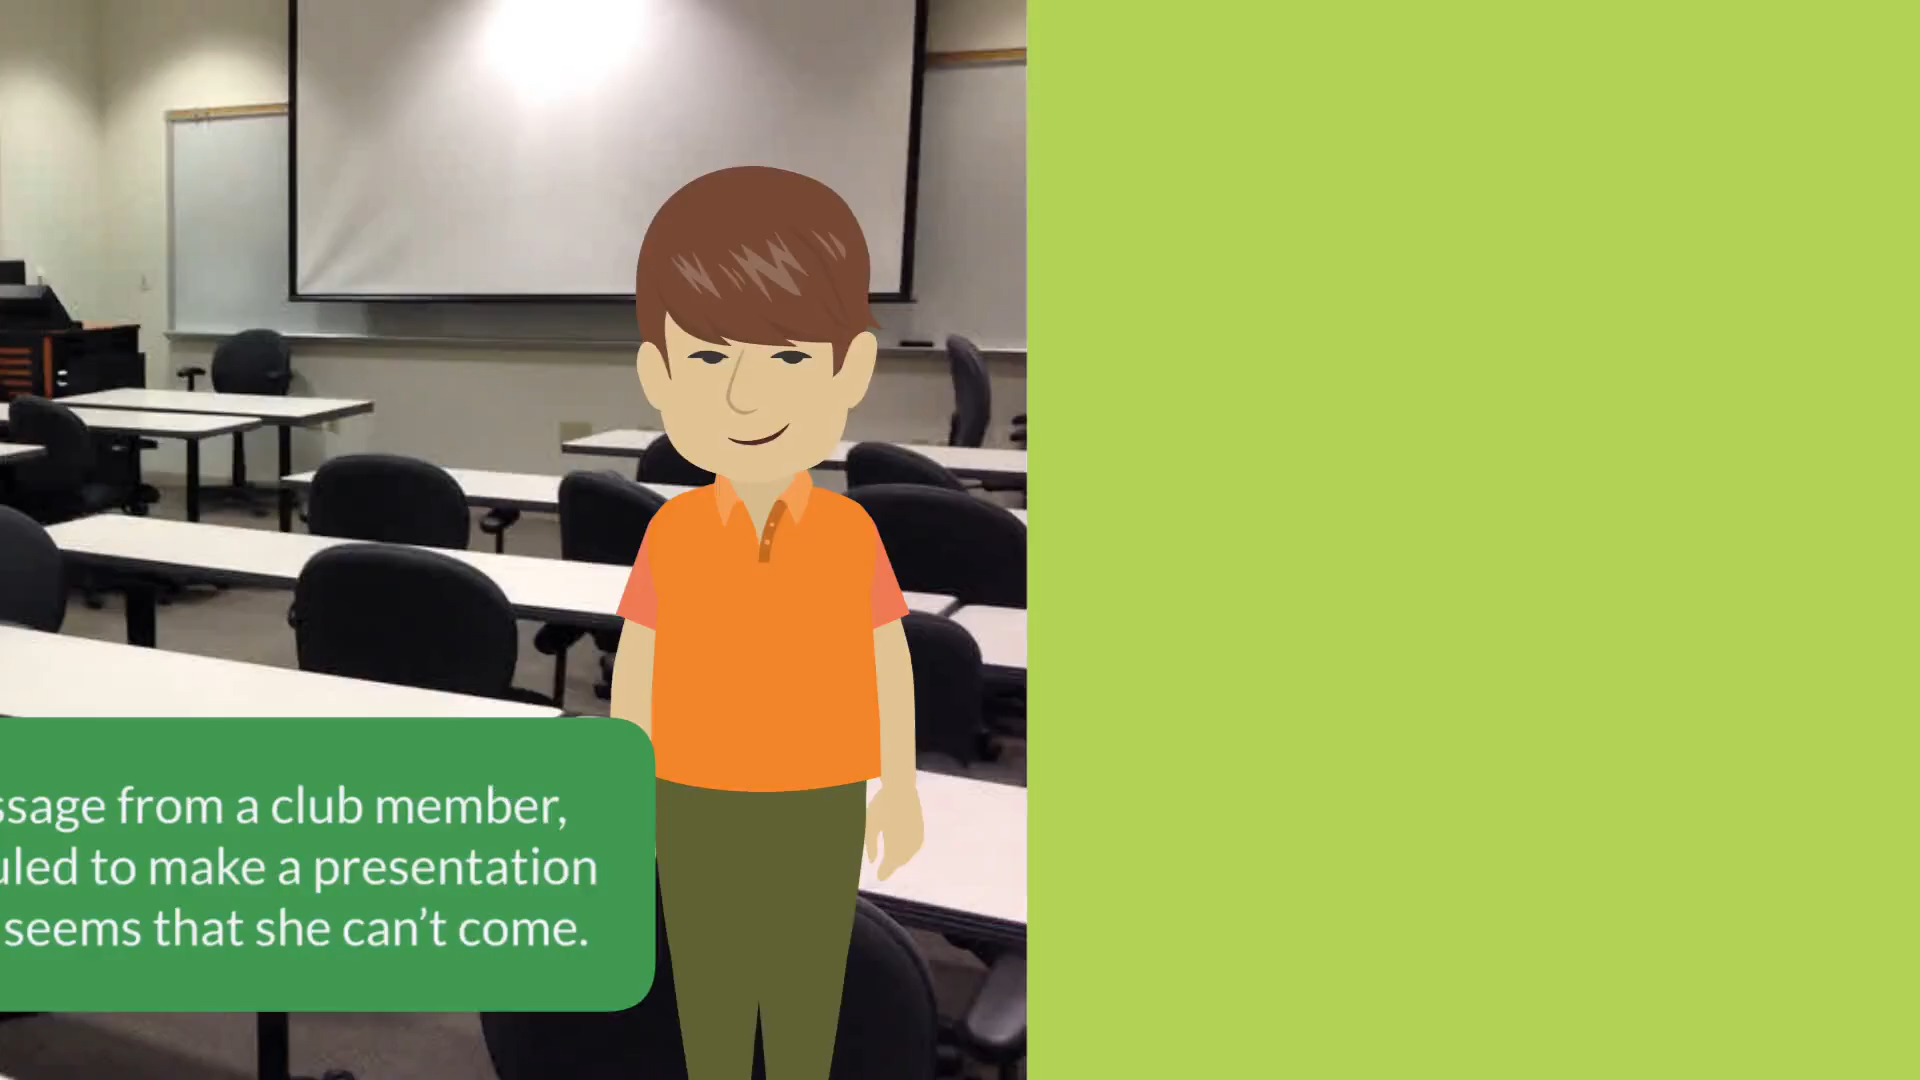 ssage from a club member,
uled to make a presentation
seems that she can't come.